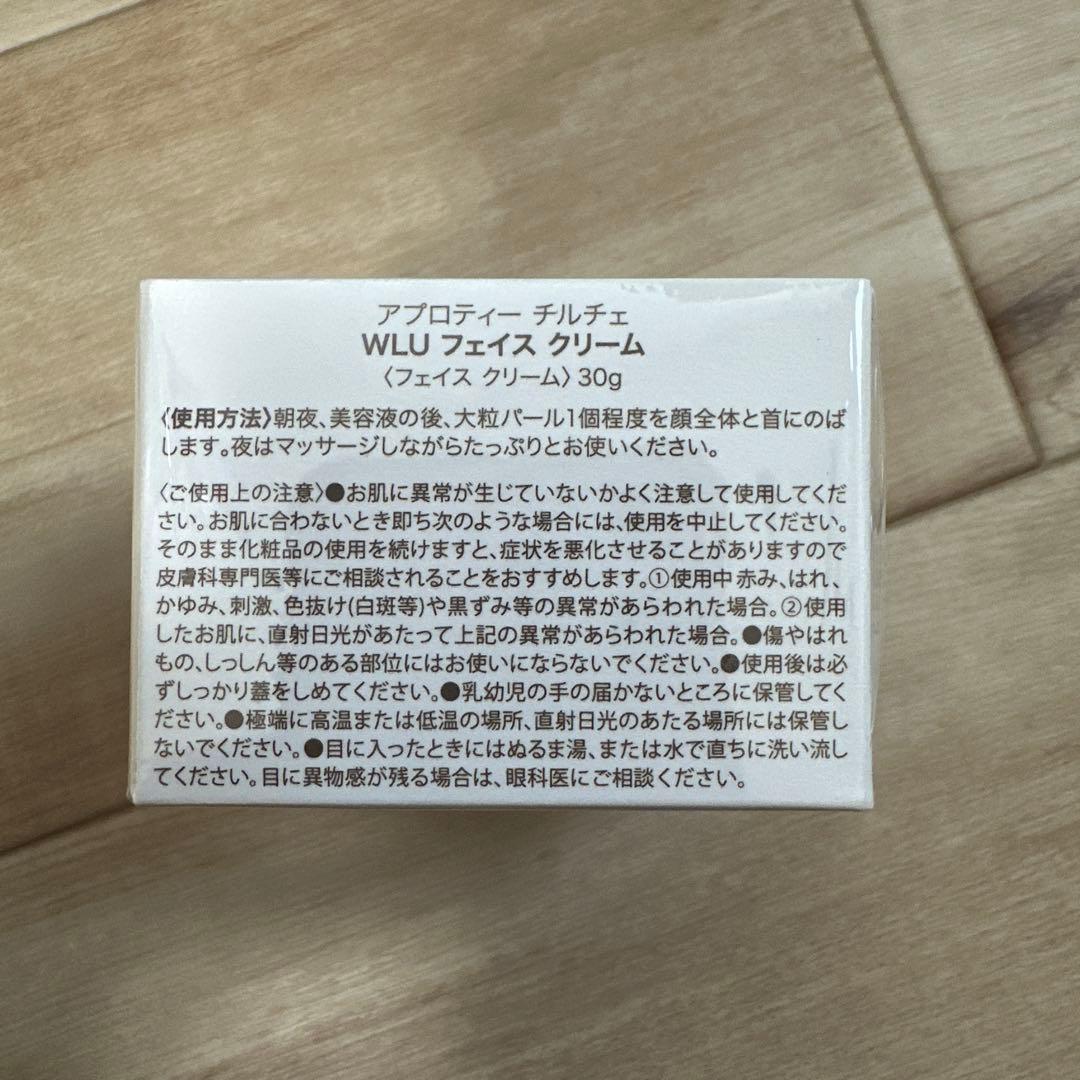 アプロティー チルチェ
WLU フェイス クリーム
〈フェイス クリーム〉30g
〈使用方法〉朝夜、美容液の後、大粒パール1個程度を顔全体と首にのば
します。夜はマッサージしながらたっぷりとお使いください。
〈ご使用上の注意〉●お肌に異常が生じていないかよく注意して使用してくだ
さい。お肌に合わないとき即ち次のような場合には、使用を中止してください。
そのまま化粧品の使用を続けますと、症状を悪化させることがありますので
皮膚科専門医等にご相談されることをおすすめします。①使用中 赤み、はれ、
かゆみ、刺激、色抜け(白斑等)や黒ずみ等の異常があらわれた場合。②使用
したお肌に、直射日光があたって上記の異常があらわれた場合。●傷やはれ
もの、しっしん等のある部位にはお使いにならないでください。●使用後は必
ずしっかり蓋をしめてください。●乳幼児の手の届かないところに保管してく
ださい。●極端に高温または低温の場所、直射日光のあたる場所には保管し
ないでください。●目に入ったときにはぬるま湯、または水で直ちに洗い流し
てください。目に異物感が残る場合は、眼科医にご相談ください。